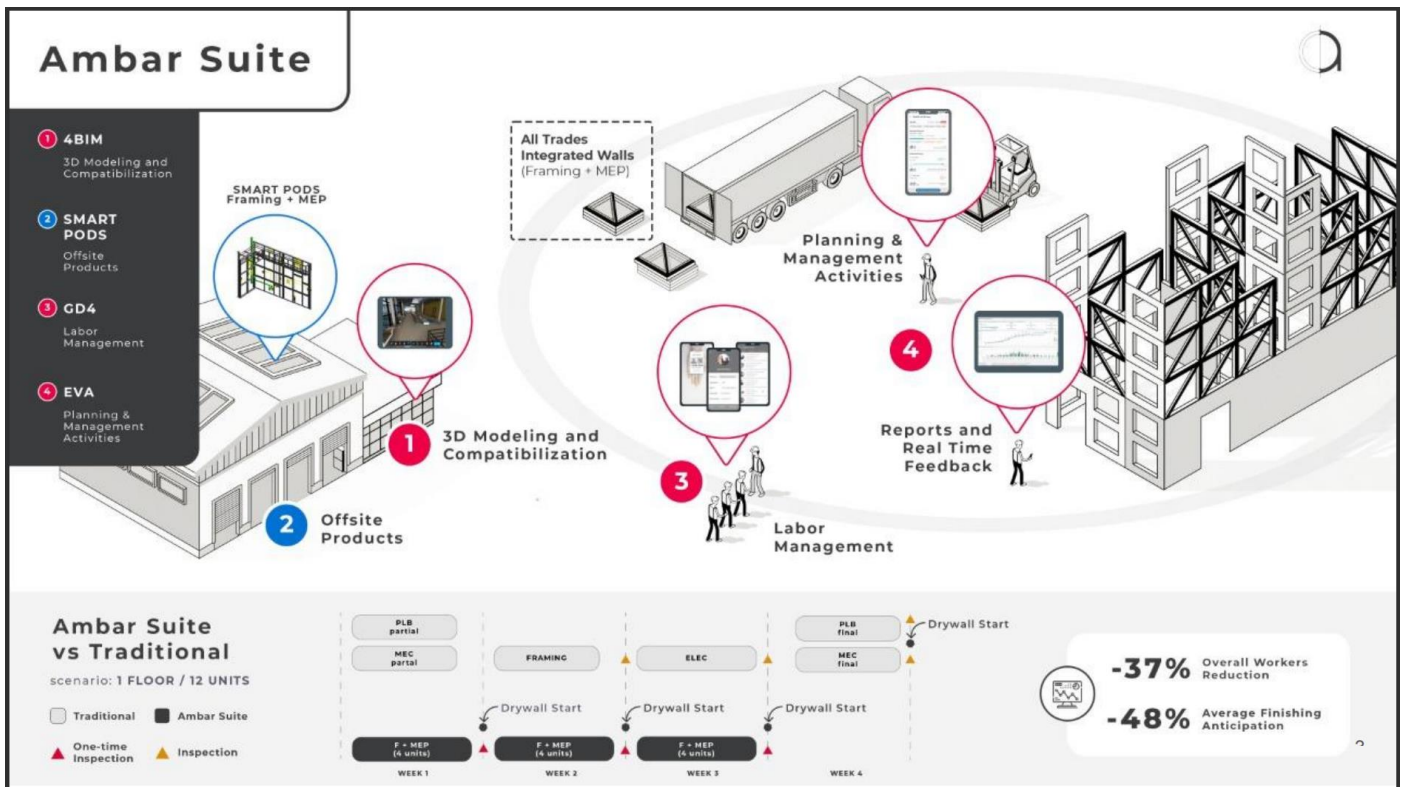 Ambar Suite
1 4BIM
3D Modeling and
Compatibilization
2 SMART
PODS
Offsite
Products
3 GD4
Labor
Management
4 EVA
Planning &
Management
Activities
SMART PODS
Framing + MEP
All Trades
Integrated Walls
(Framing + MEP)
Planning &
Management
Activities
1
3D Modeling and
Compatibilization
2
Offsite
Products
3
Labor
Management
4
Reports and
Real Time
Feedback
Ambar Suite
vs Traditional
scenario: 1 FLOOR / 12 UNITS
Traditional
Ambar Suite
One-time
Inspection
Inspection
PLB
partial
MEC
partal
FRAMING
ELEC
PLB
final
MEC
final
Drywall Start
Drywall Start
Drywall Start
Drywall Start
F + MEP
(4 units)
F + MEP
(4 units)
F + MEP
(4 units)
WEEK 1
WEEK 2
WEEK 3
WEEK 4
-37% Overall Workers
Reduction
-48% Average Finishing
Anticipation